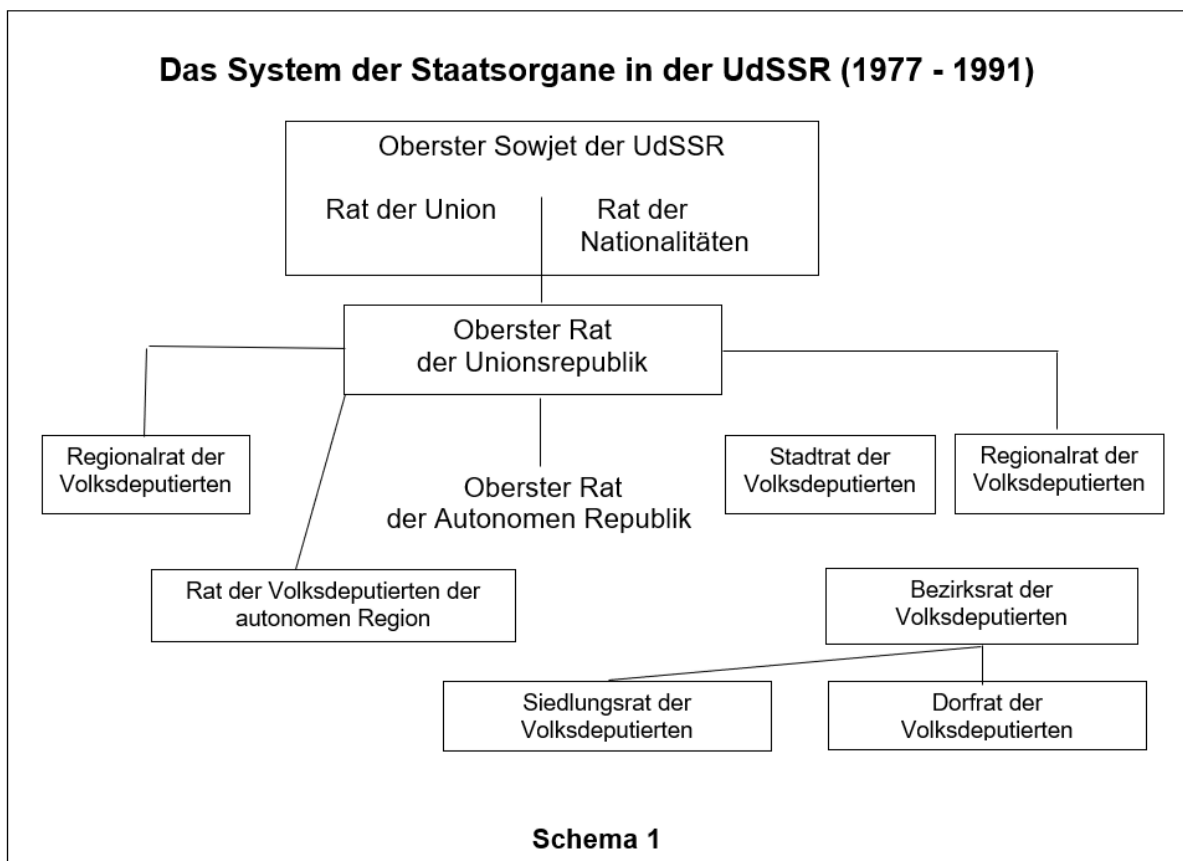 Das System der Staatsorgane in der UdSSR (1977 - 1991)
Oberster Sowjet der UdSSR
Rat der Union
Rat der
Nationalitäten
Oberster Rat
der Unionsrepublik
Regionalrat der
Volksdeputierten
Oberster Rat
der Autonomen Republik
Stadtrat der
Volksdeputierten
Regionalrat der
Volksdeputierten
Rat der Volksdeputierten der
autonomen Region
Bezirksrat der
Volksdeputierten
Siedlungsrat der
Volksdeputierten
Dorfrat der
Volksdeputierten
Schema 1